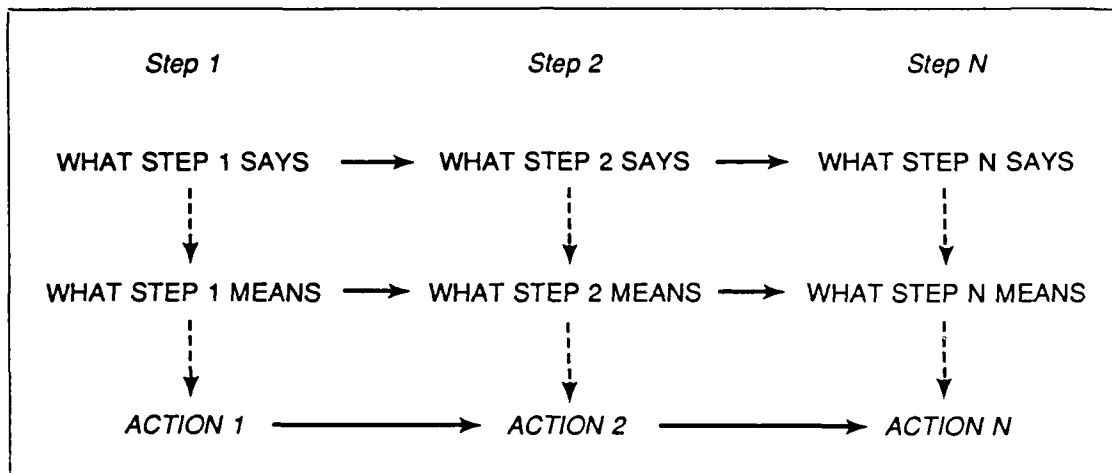 Step 1 Step 2 Step N
WHAT STEP 1 SAYS WHAT STEP 2 SAYS WHAT STEP N SAYS
WHAT STEP 1 MEANS WHAT STEP 2 MEANS WHAT STEP N MEANS
ACTION 1 ACTION 2 ACTION N